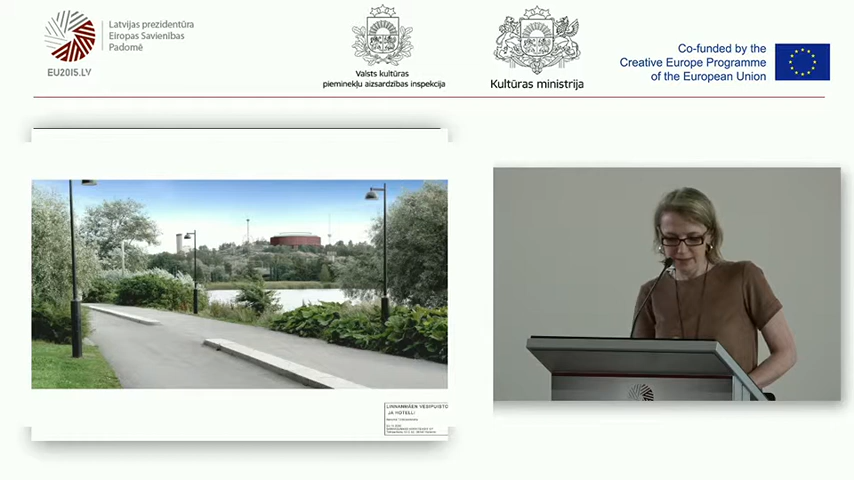 Latvijas prezidentūra
Eiropas Savienības
Padomē
EU2015.LV
Valsts kultūras
pieminekļu aizsardzības inspekcija
Kultūras ministrija
Co-funded by the
Creative Europe Programme
of the European Union
LINNANMÄEN VESIPUISTO
JA HOTELLI